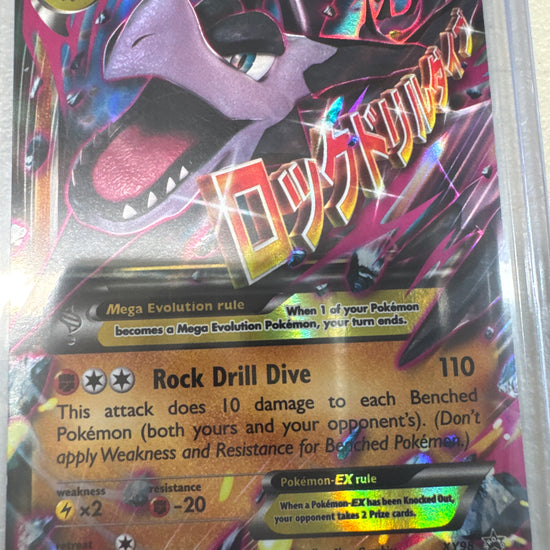 ロックドリルダイブ
Mega Evolution rule
When 1 of your Pokémon
becomes a Mega Evolution Pokémon, your turn ends.
Rock Drill Dive 110
This attack does 10 damage to each Benched
Pokémon (both yours and your opponent's). (Don't
apply Weakness and Resistance for Benched Pokémon.)
weakness
×2
resistance
-20
Pokémon-EX rule
When a Pokémon-EX has been Knocked Out,
your opponent takes 2 Prize cards.
retreat